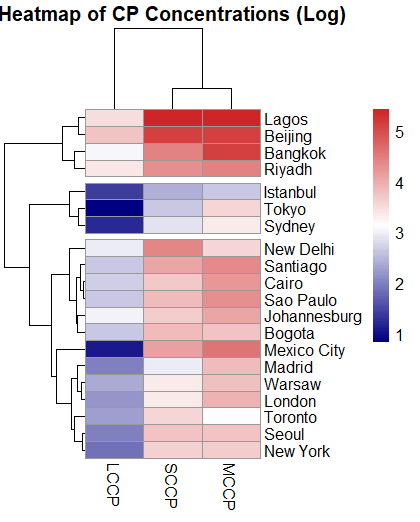 Heatmap of CP Concentrations (Log)
Lagos
Beijing
Bangkok
Riyadh
Istanbul
Tokyo
Sydney
New Delhi
Santiago
Cairo
Sao Paulo
Johannesburg
Bogota
Mexico City
Madrid
Warsaw
London
Toronto
Seoul
New York
LCCP
SCCP
MCCP
5
4
3
2
1